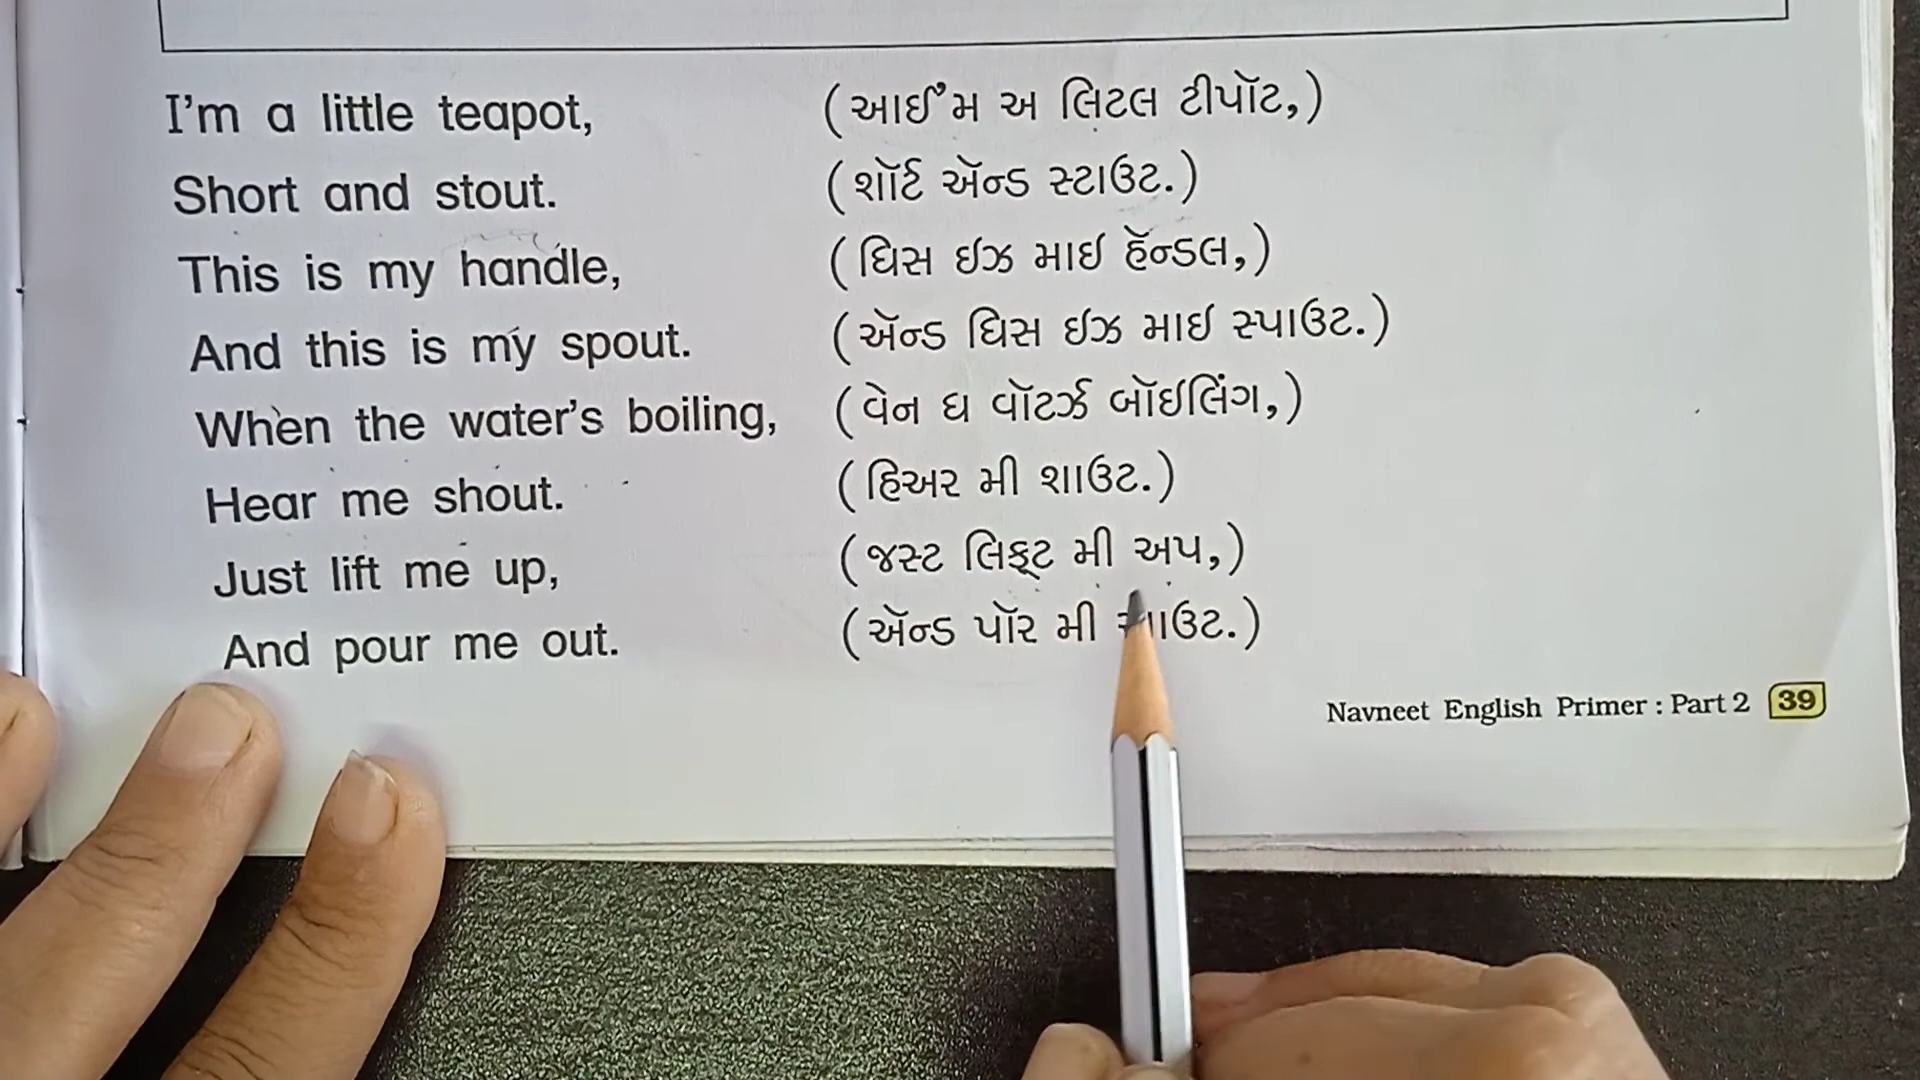 I'm a little teapot, (આઈ'મ અ લિટલ ટીપૉટ,)
Short and stout. (શૉર્ટ ઍન્ડ સ્ટાઉટ.)
This is my handle, (ધિસ ઇઝ માઇ હૅન્ડલ,)
And this is my spout. (ઍન્ડ ધિસ ઇઝ માઇ સ્પાઉટ.)
When the water's boiling, (વેન ધ વૉટર્ઝ બૉઇલિંગ,)
Hear me shout. (હિઅર મી શાઉટ.)
Just lift me up, (જસ્ટ લિફ્ટ મી અપ,)
And pour me out. (ઍન્ડ પૉર મી
Navneet English Primer : Part 2 39